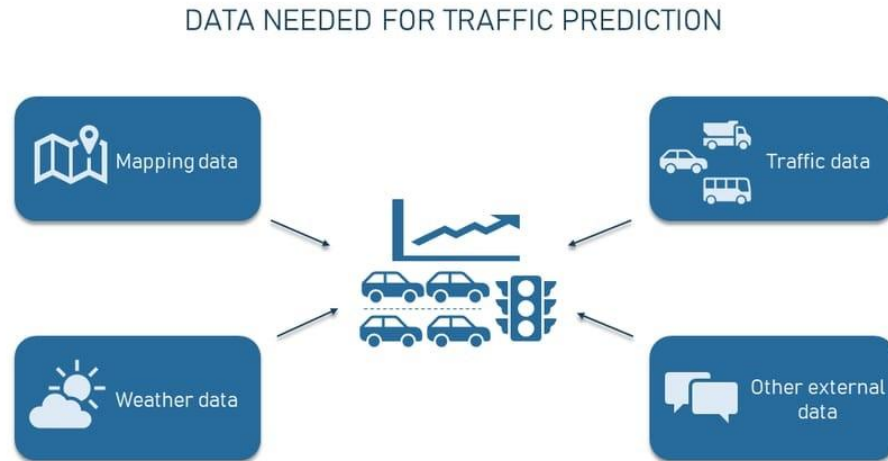 DATA NEEDED FOR TRAFFIC PREDICTION
Mapping data
Traffic data
Weather data
Other external
data